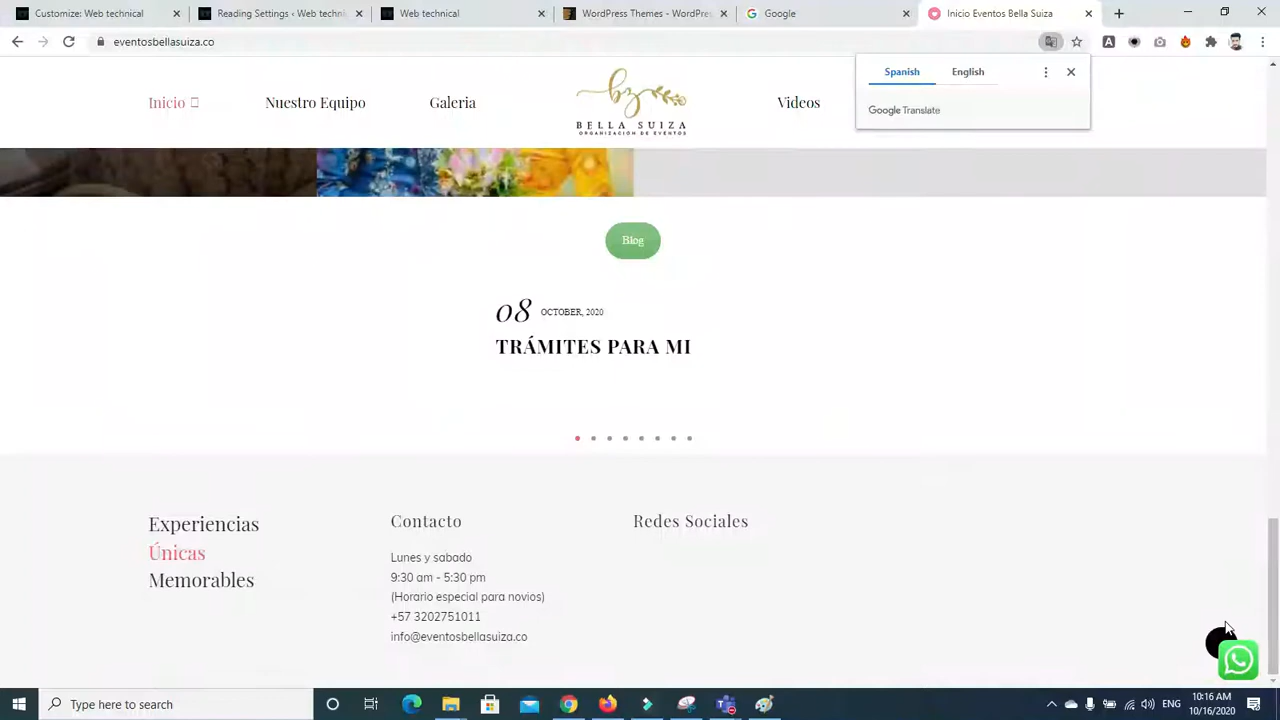 Customize: Web technical
Reading Settings ‹ Web technical
Web technical
WordPress Themes - WordPress
Google
Inicio Eventos Bella Suiza
eventosbellasuiza.co
Spanish
English
Google Translate
Inicio
Nuestro Equipo
Galeria
BELLA SUIZA
ORGANIZACIÓN DE EVENTOS
Videos
Blog
08 OCTOBER, 2020
TRÁMITES PARA MI
Experiencias
Únicas
Memorables
Contacto
Lunes y sabado
9:30 am - 5:30 pm
(Horario especial para novios)
+57 3202751011
info@eventosbellasuiza.co
Redes Sociales
Type here to search
ENG
10:16 AM
10/16/2020